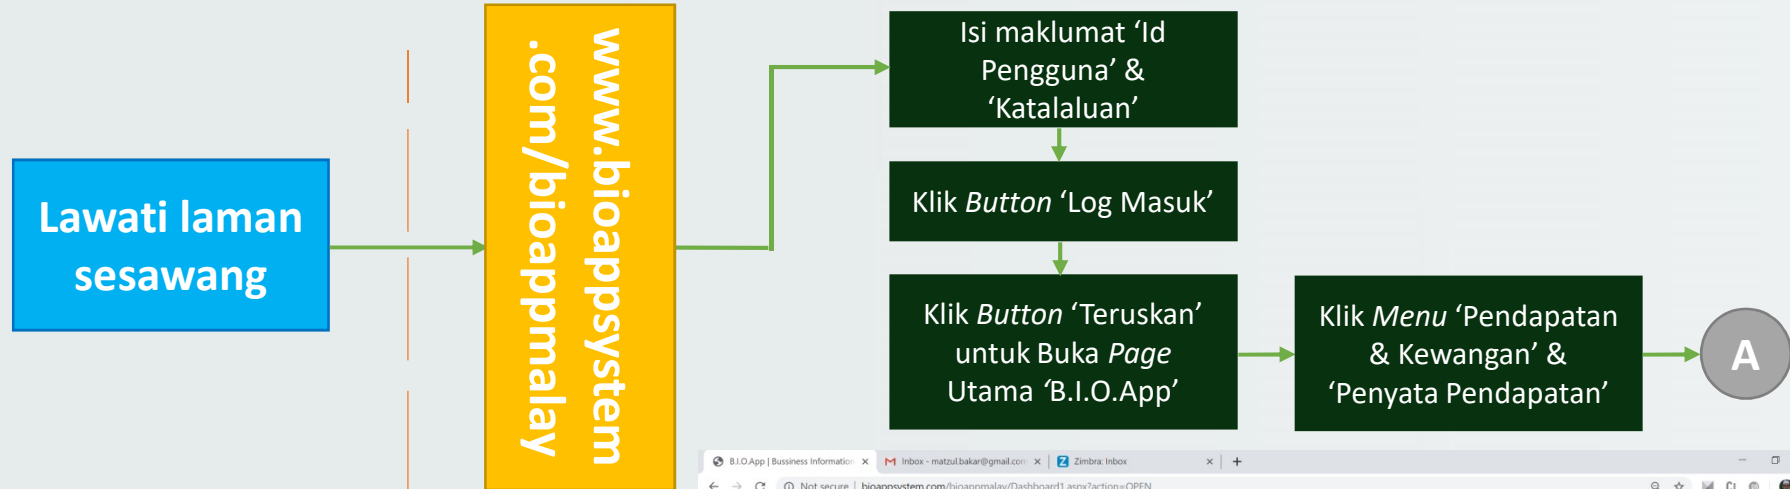 Lawati laman
sesawang
www.bioappsystem
.com/bioappmalay
Isi maklumat ‘Id
Pengguna’ &
‘Katalaluan’
Klik Button ‘Log Masuk’
Klik Button ‘Teruskan’
untuk Buka Page
Utama ‘B.I.O.App’
Klik Menu ‘Pendapatan
& Kewangan’ &
‘Penyata Pendapatan’
A
B.I.O.App | Bussiness Information
Inbox - matzul.bakar@gmail.com
Zimbra: Inbox
Not secure | bioappsystem.com/bioappmalay/Dashboard1.aspx?action=OPEN